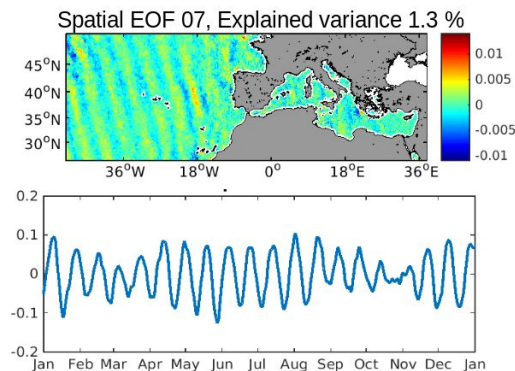 Spatial EOF 07, Explained variance 1.3 %
45°N
40°N
35°N
30°N
36°W 18°W 0° 18°E 36°E
0.01
0.005
0
-0.005
-0.01
0.2
0.1
0
-0.1
-0.2
Jan Feb Mar Apr May Jun Jul Aug Sep Oct Nov Dec Jan